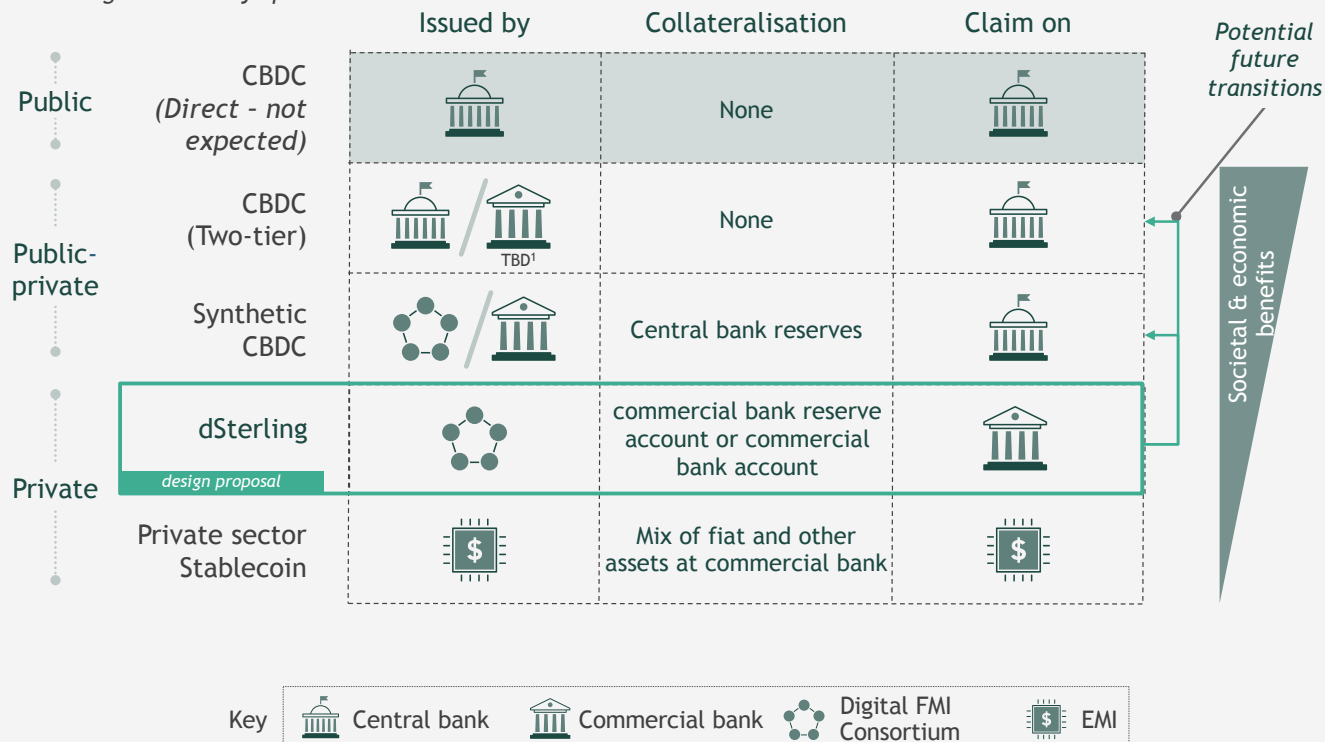 Issued by
Collateralisation
Claim on
Potential
future
transitions
Public
CBDC
(Direct – not
expected)
None
Public-
private
CBDC
(Two-tier)
TBD1
None
Synthetic
CBDC
Central bank reserves
Societal & economic
benefits
Private
dSterling
design proposal
commercial bank reserve
account or commercial
bank account
Private sector
Stablecoin
$
Mix of fiat and other
assets at commercial bank
$
Key
Central bank
Commercial bank
Digital FMI
Consortium
$
EMI